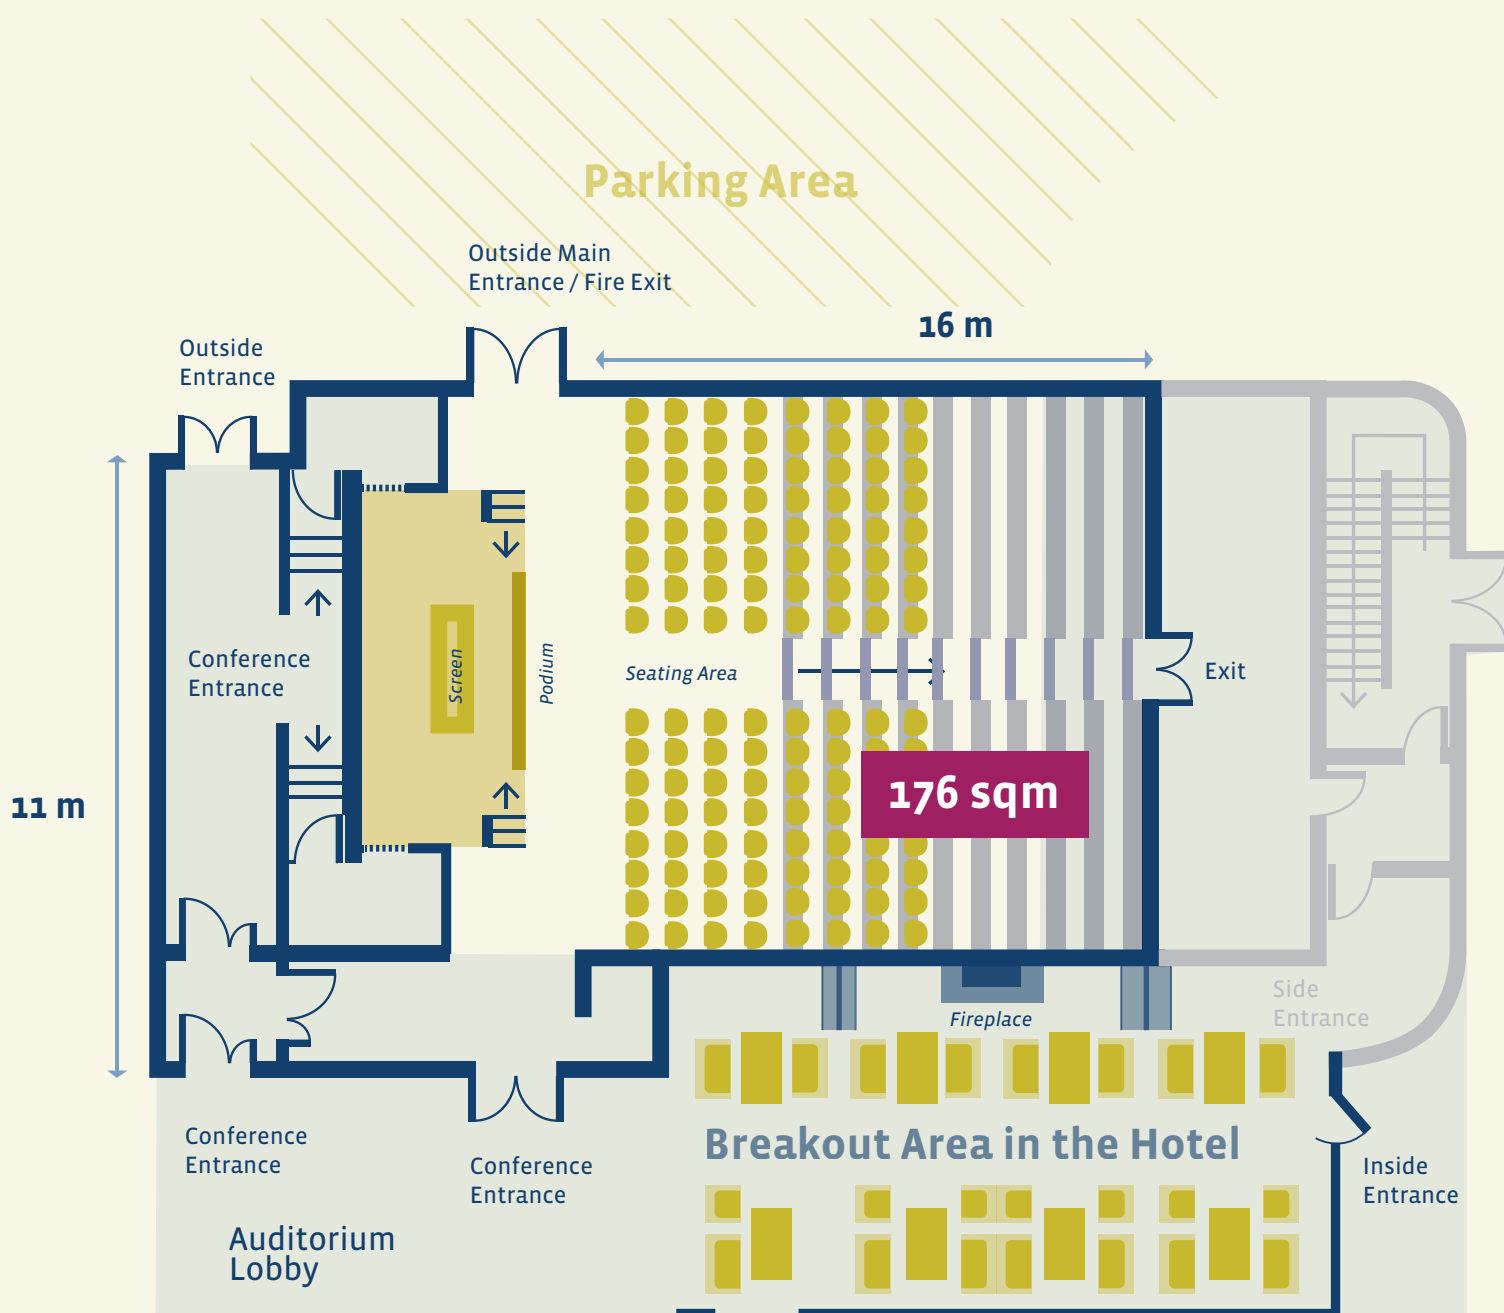 Parking Area
Outside Main
Entrance / Fire Exit
16 m
Outside
Entrance
Conference
Entrance
Screen
Podium
Seating Area
Exit
11 m
176 sqm
Side
Entrance
Fireplace
Breakout Area in the Hotel
Conference
Entrance
Conference
Entrance
Inside
Entrance
Auditorium
Lobby